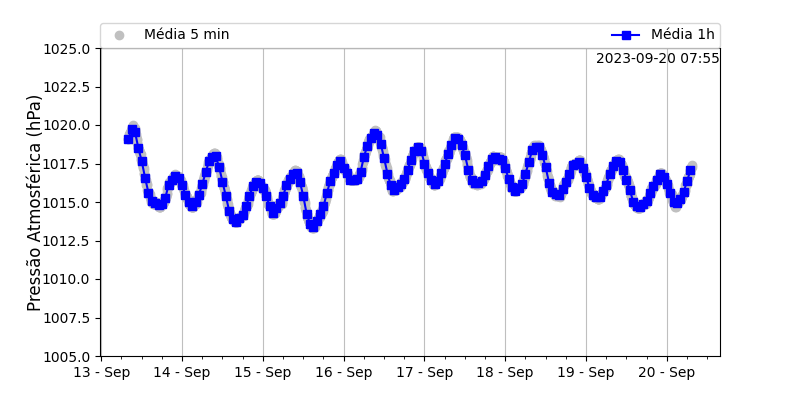 Média 5 min
Média 1h
2023-09-20 07:55
Pressão Atmosférica (hPa)
1025.0
1022.5
1020.0
1017.5
1015.0
1012.5
1010.0
1007.5
1005.0
13 - Sep
14 - Sep
15 - Sep
16 - Sep
17 - Sep
18 - Sep
19 - Sep
20 - Sep